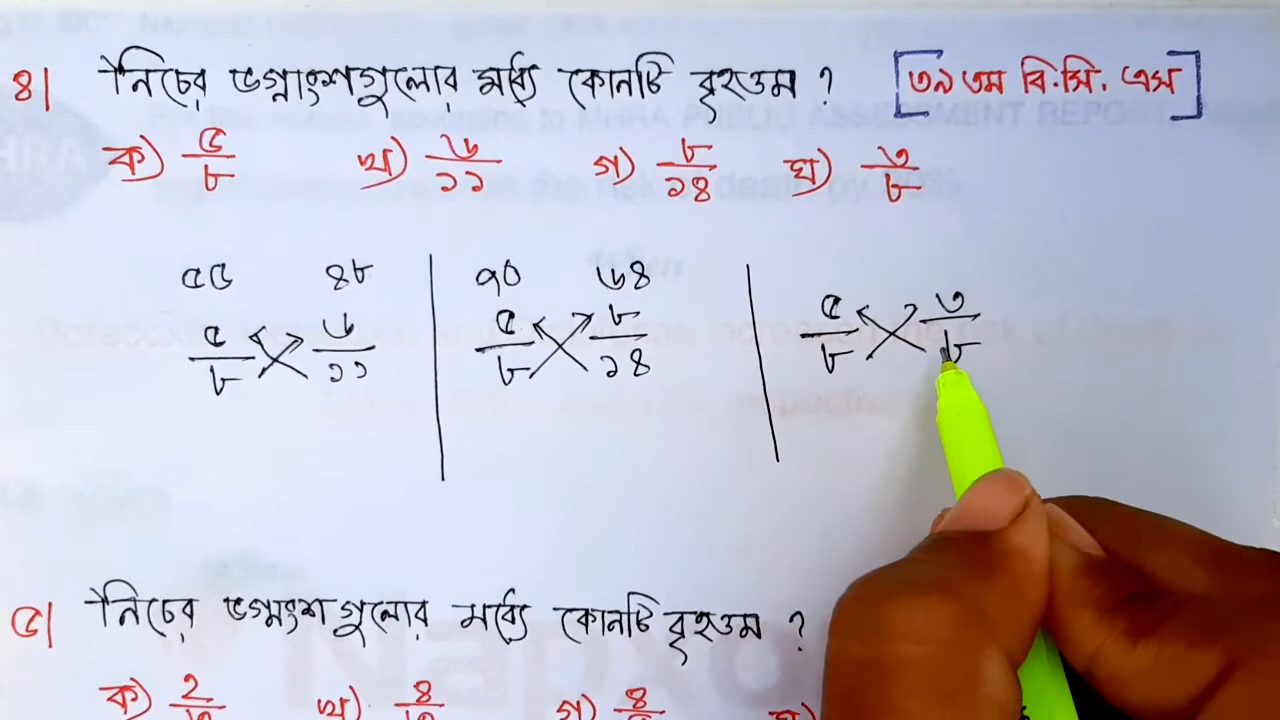 ৪। নিচের ভগ্নাংশগুলোর মধ্যে কোনটি বৃহত্তম ? [৩৯ তম বি.সি.এস]
ক) ৫/৮ খ) ৬/১১ গ) ৮/১৪ ঘ) ৩/৮
৫৫ ৪৮ ৭০ ৬৪
৫/৮ ৬/১১ ৫/৮ ৮/১৪ ৫/৮ ৩/৮
৫। নিচের ভগ্নাংশগুলোর মধ্যে কোনটি বৃহত্তম ?
ক) খ) গ)